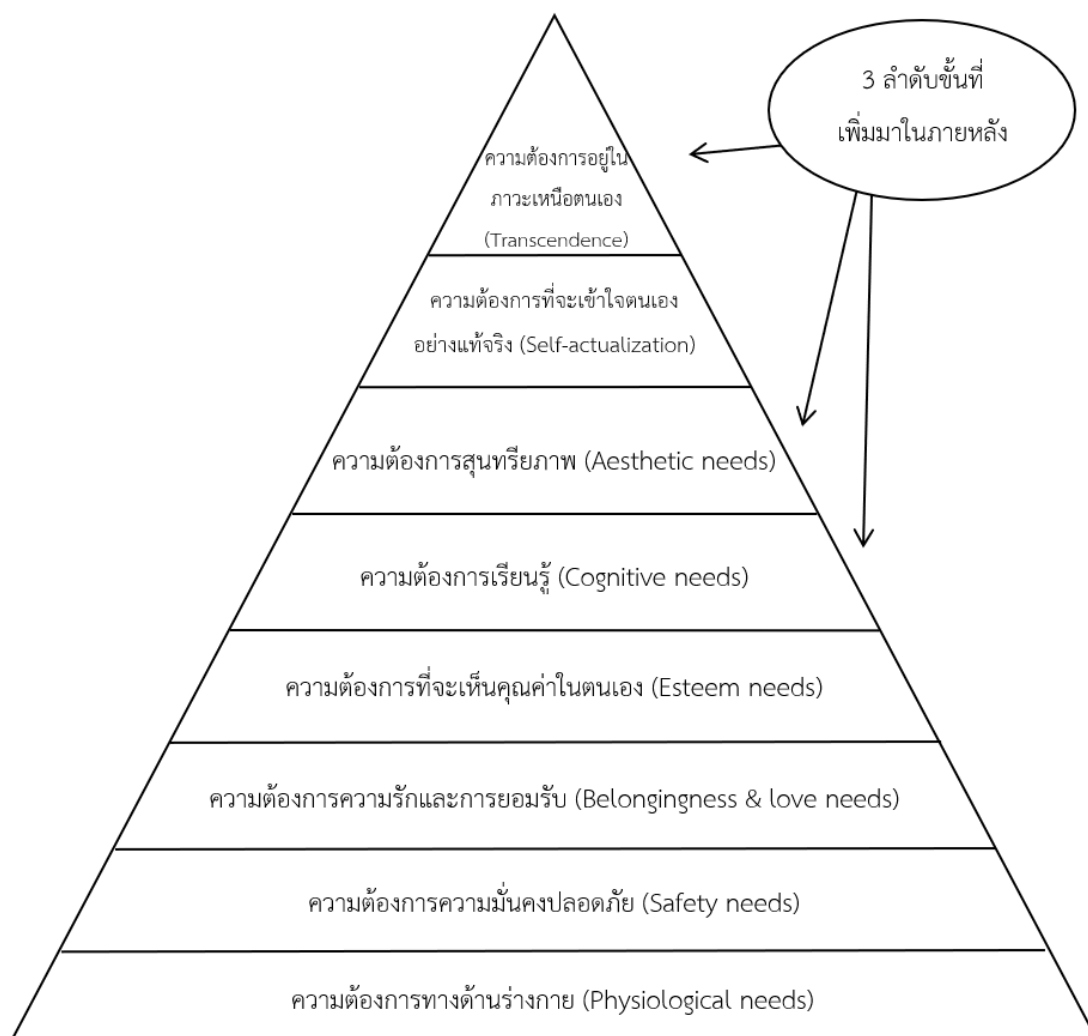 3 ลำดับขั้นที่
เพิ่มมาในภายหลัง
ความต้องการอยู่ใน
ภาวะเหนือตนเอง
(Transcendence)
ความต้องการที่จะเข้าใจตนเอง
อย่างแท้จริง (Self-actualization)
ความต้องการสุนทรียภาพ (Aesthetic needs)
ความต้องการเรียนรู้ (Cognitive needs)
ความต้องการที่จะเห็นคุณค่าในตนเอง (Esteem needs)
ความต้องการความรักและการยอมรับ (Belongingness & love needs)
ความต้องการความมั่นคงปลอดภัย (Safety needs)
ความต้องการทางด้านร่างกาย (Physiological needs)